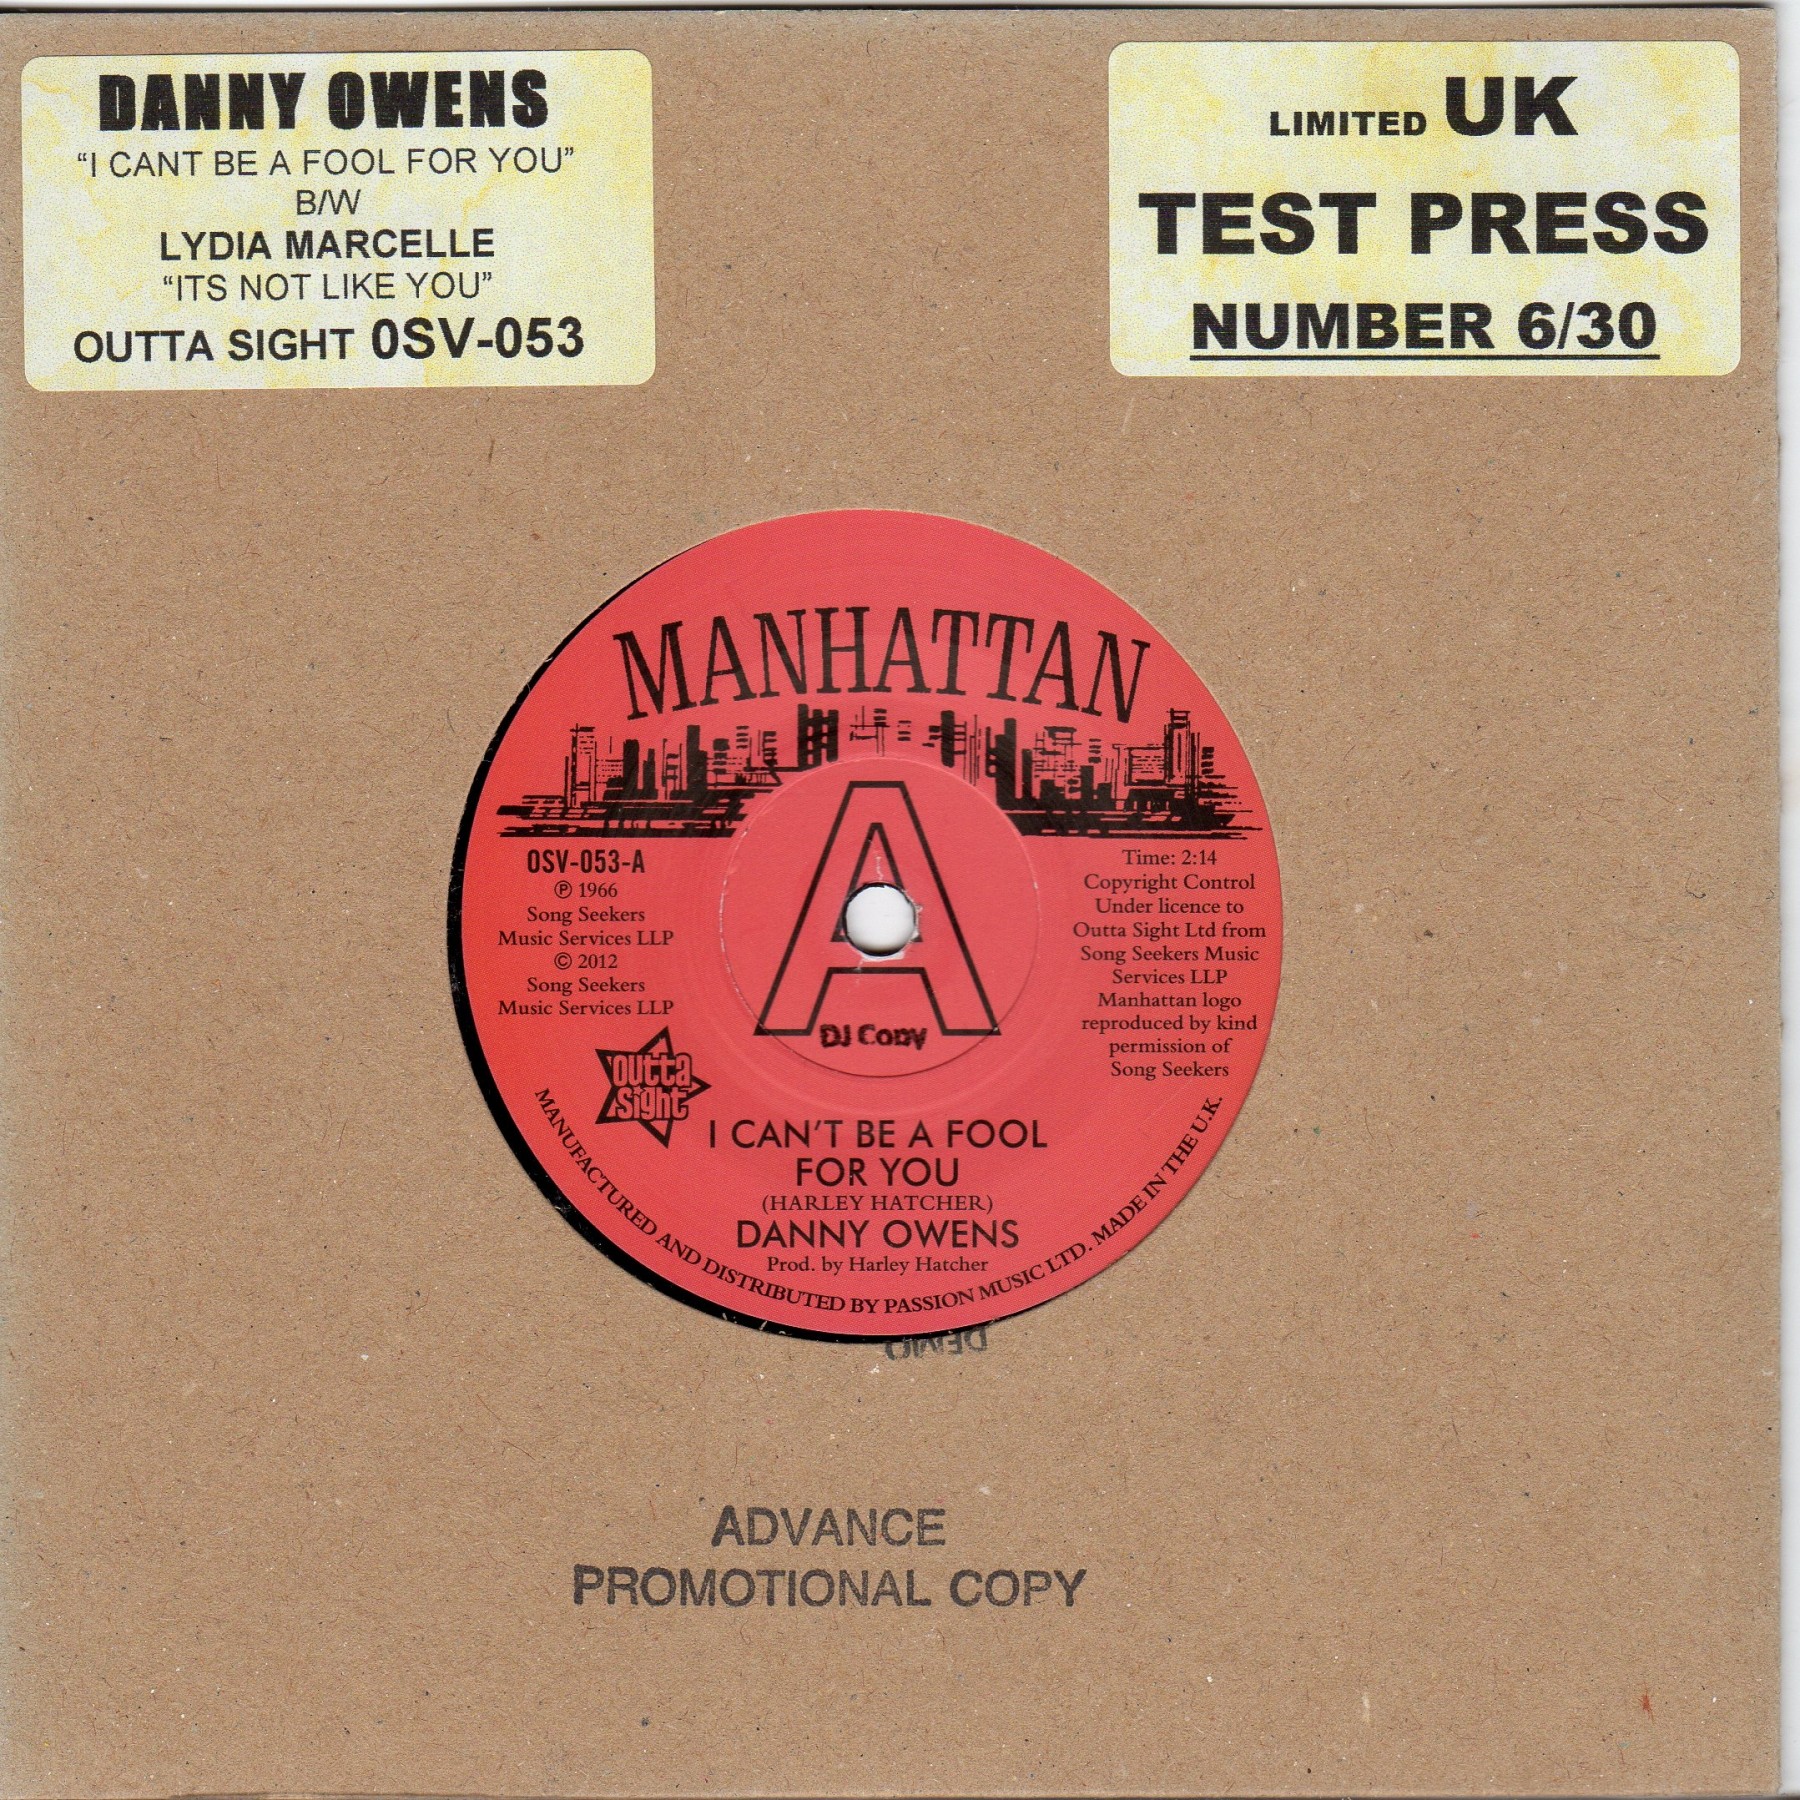 DANNY OWENS
“I CANT BE A FOOL FOR YOU”
B/W
LYDIA MARCELLE
“ITS NOT LIKE YOU”
OUTTA SIGHT 0SV-053
LIMITED UK
TEST PRESS
NUMBER 6/30
MANHATTAN
A
DJ Copy
0SV-053-A
℗ 1966
Song Seekers
Music Services LLP
© 2012
Song Seekers
Music Services LLP
Time: 2:14
Copyright Control
Under licence to
Outta Sight Ltd from
Song Seekers Music
Services LLP
Manhattan logo
reproduced by kind
permission of
Song Seekers
outta
sight
I CAN'T BE A FOOL
FOR YOU
(HARLEY HATCHER)
DANNY OWENS
Prod. by Harley Hatcher
MANUFACTURED AND DISTRIBUTED BY PASSION MUSIC LTD. MADE IN THE U.K.
DEMO
ADVANCE
PROMOTIONAL COPY